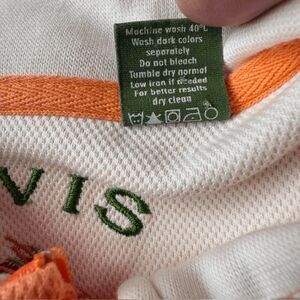 Machine wash 40°C
Wash dark colors
separately
Do not bleach
Tumble dry normal
Low iron if needed
For better results
dry clean
VIS